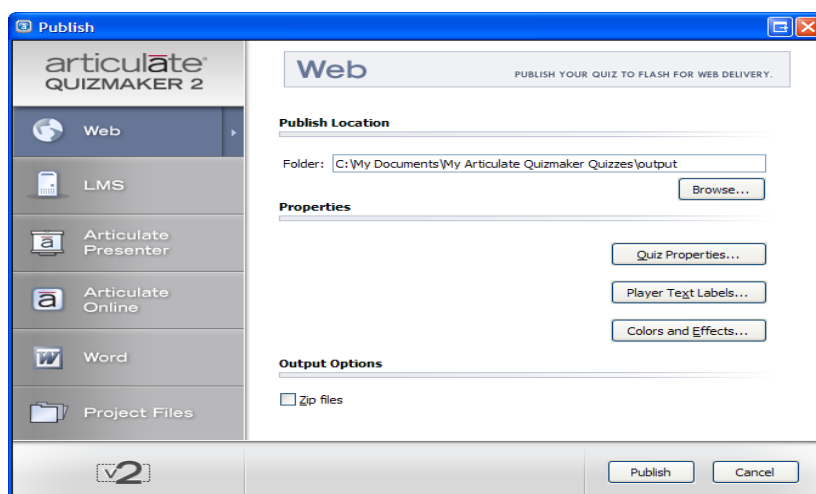 Publish
articulāte®
QUIZMAKER 2
Web
LMS
Articulate
Presenter
Articulate
Online
Word
Project Files
v2
Web
PUBLISH YOUR QUIZ TO FLASH FOR WEB DELIVERY.
Publish Location
Folder: C:\My Documents\My Articulate Quizmaker Quizzes\output
Browse...
Properties
Quiz Properties...
Player Text Labels...
Colors and Effects...
Output Options
Zip files
Publish Cancel